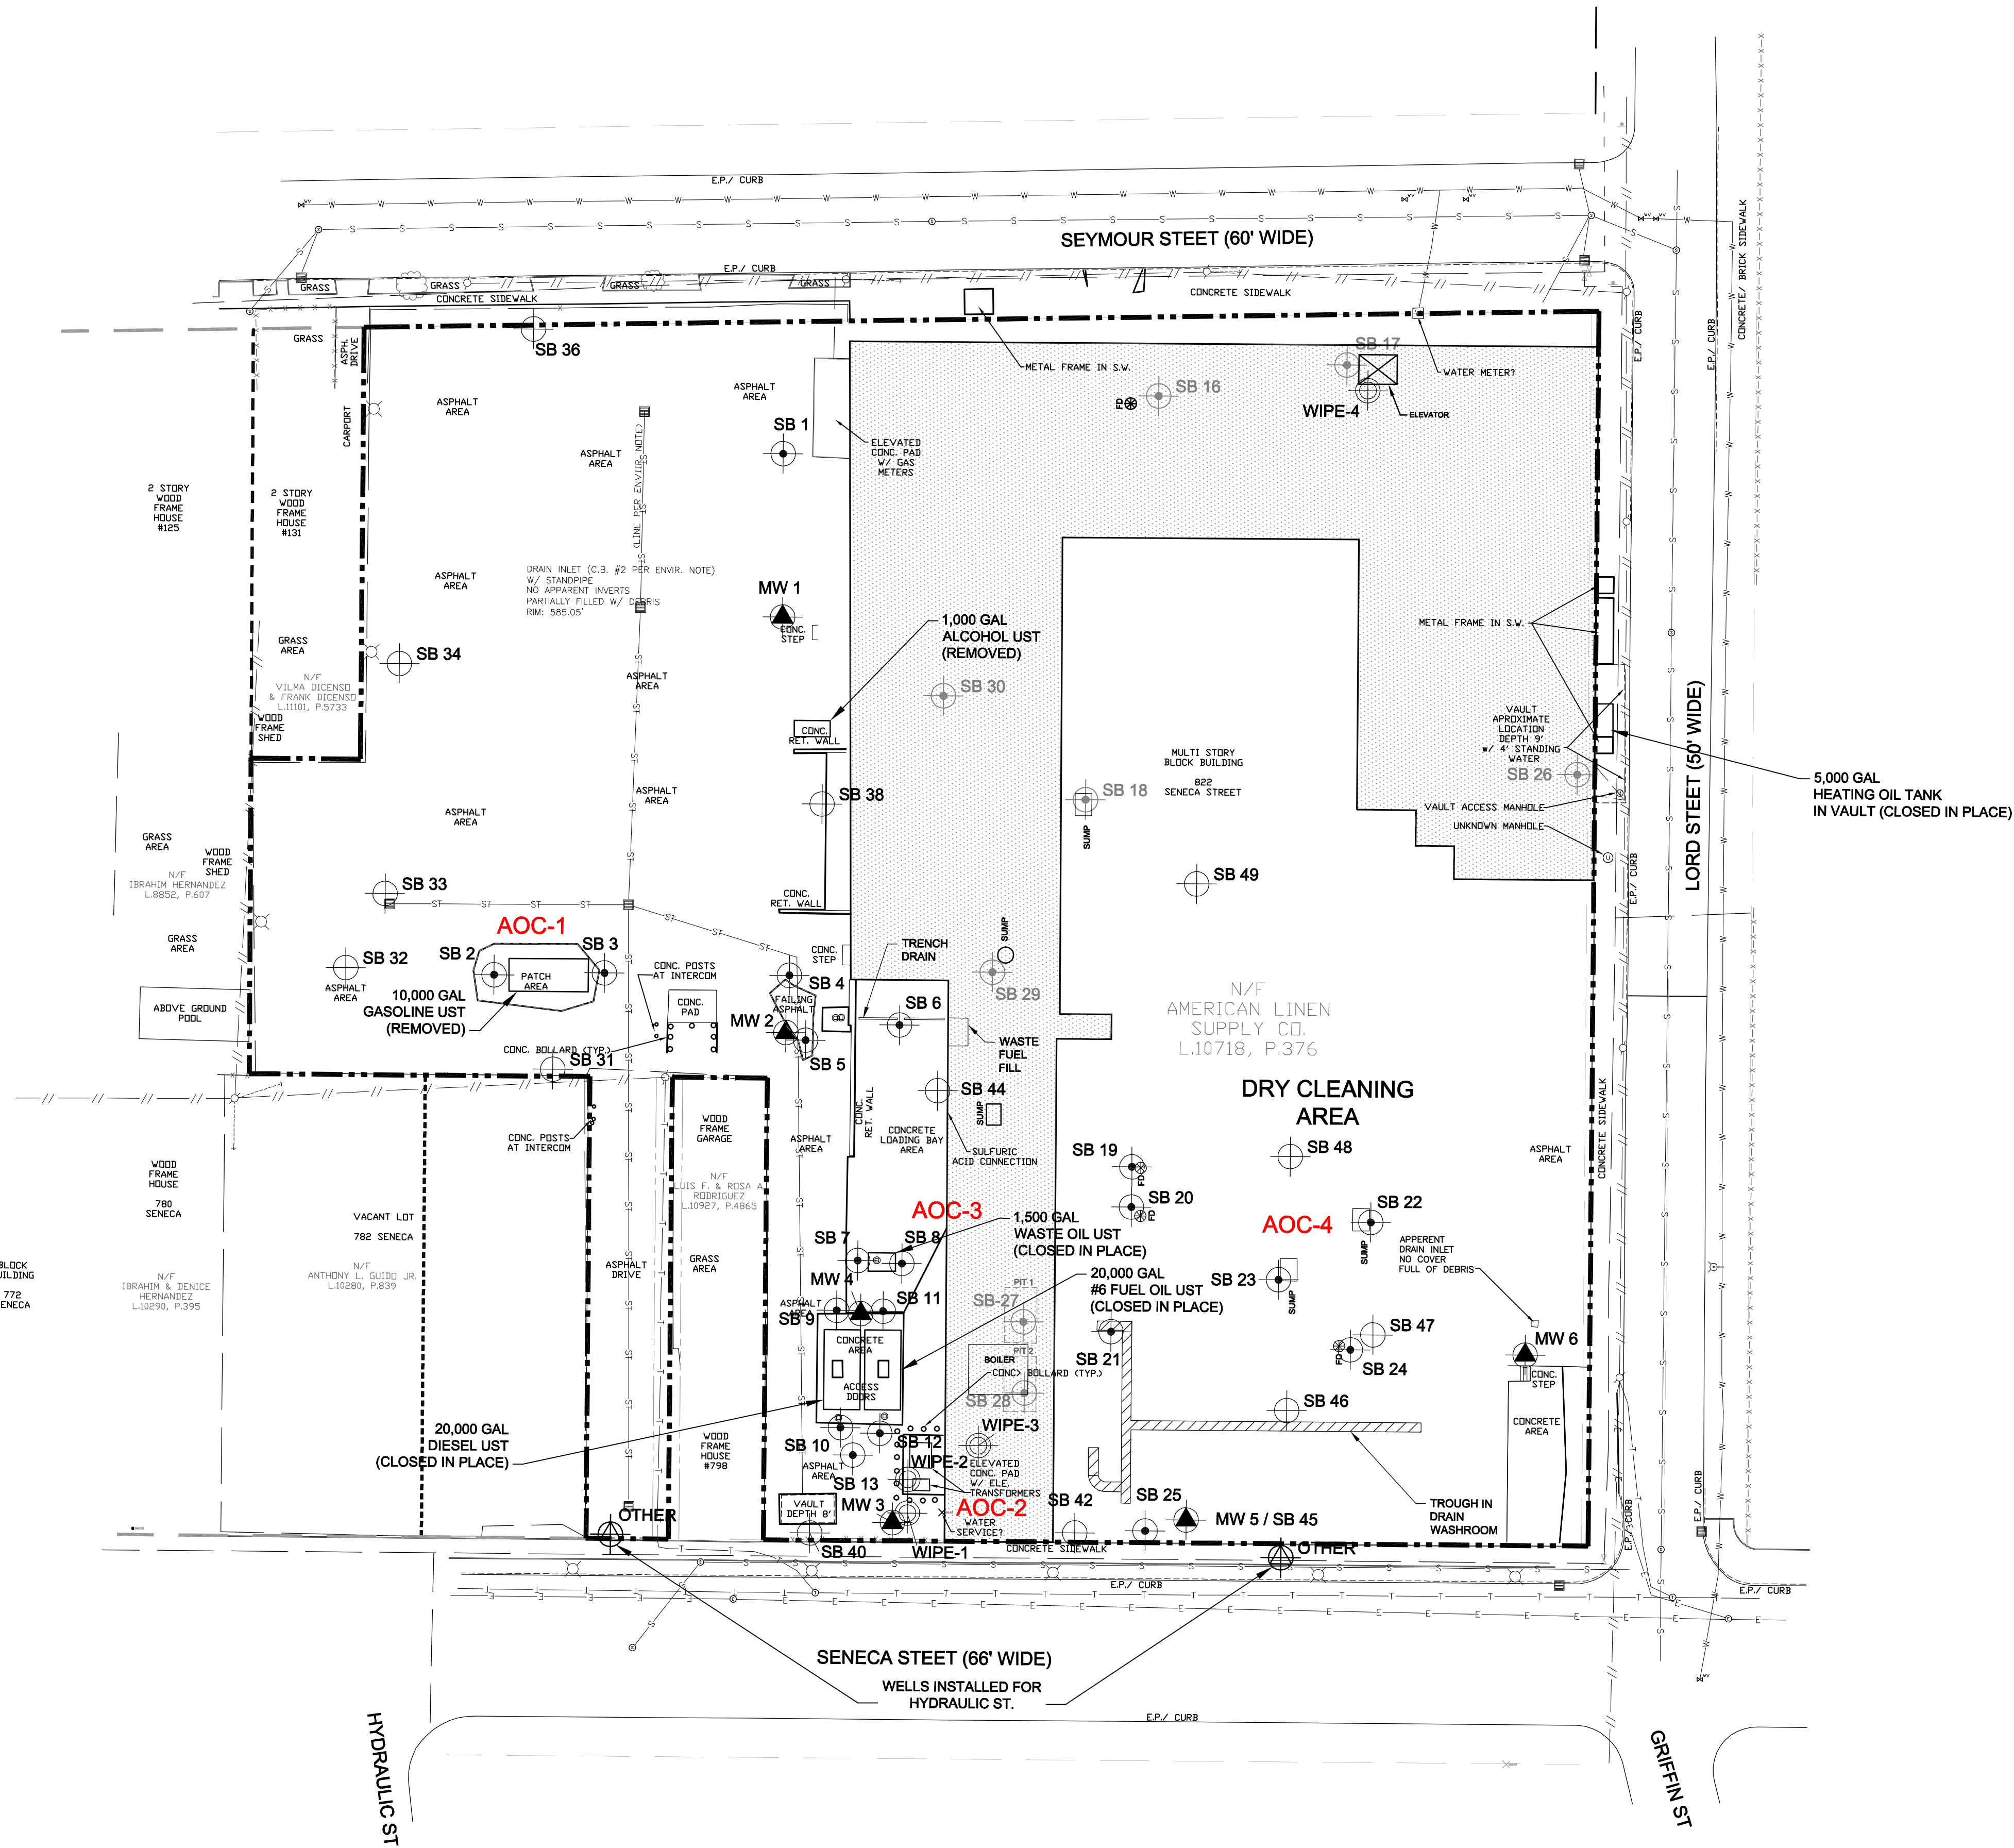 E.P./ CURB
SEYMOUR STEET (60' WIDE)
E.P./ CURB
GRASS
GRASS
GRASS
GRASS
CONCRETE SIDEWALK
CONCRETE SIDEWALK
CONCRETE/ BRICK SIDEWALK
E.P./ CURB
E.P./ CURB
GRASS
ASPH.
DRIVE
CARPORT
SB 36
ASPHALT
AREA
ASPHALT
AREA
METAL FRAME IN S.W.
SB 17
WATER METER?
SB 16
FD
WIPE-4
ELEVATOR
SB 1
ELEVATED
CONC. PAD
W/ GAS
METERS
ASPHALT
AREA
(LINE PER ENVIIR NOTE)
2 STORY
WOOD
FRAME
HOUSE
#125
2 STORY
WOOD
FRAME
HOUSE
#131
ASPHALT
AREA
DRAIN INLET (C.B. #2 PER ENVIR. NOTE)
W/ STANDPIPE
NO APPARENT INVERTS
PARTIALLY FILLED W/ DEBRIS
RIM: 585.05'
MW 1
CONC.
STEP
1,000 GAL
ALCOHOL UST
(REMOVED)
METAL FRAME IN S.W.
GRASS
AREA
SB 34
N/F
VILMA DICENSO
& FRANK DICENSO
L.11101, P.5733
WOOD
FRAME
SHED
ASPHALT
AREA
SB 30
CONC.
RET. WALL
MULTI STORY
BLOCK BUILDING
822
SENECA STREET
VAULT
APROXIMATE
LOCATION
DEPTH 9'
w/ 4' STANDING
WATER
SB 26
VAULT ACCESS MANHOLE
UNKNOWN MANHOLE
LORD STEET (50' WIDE)
5,000 GAL
HEATING OIL TANK
IN VAULT (CLOSED IN PLACE)
ASPHALT
AREA
ASPHALT
AREA
SB 38
SB 18
SUMP
GRASS
AREA
WOOD
FRAME
SHED
N/F
IBRAHIM HERNANDEZ
L.8852, P.607
SB 33
CONC.
RET. WALL
SB 49
E.P./ CURB
AOC-1
GRASS
AREA
SB 32
ASPHALT
AREA
SB 2
SB 3
PATCH
AREA
10,000 GAL
GASOLINE UST
(REMOVED)
CONC. POSTS
AT INTERCOM
CONC.
PAD
CONC. BOLLARD (TYP.)
CONC.
STEP
TRENCH
DRAIN
SUMP
SB 29
SB 4
FAILING
ASPHALT
MW 2
SB 5
SB 6
WASTE
FUEL
FILL
ABOVE GROUND
POOL
SB 31
N/F
AMERICAN LINEN
SUPPLY CO.
L.10718, P.376
DRY CLEANING
AREA
SB 44
SUMP
CONC.
RET. WALL
CONCRETE
LOADING BAY
AREA
SULFURIC
ACID CONNECTION
CONC. POSTS
AT INTERCOM
WOOD
FRAME
GARAGE
ASPHALT
AREA
SB 19
FD
SB 20
FD
SB 48
ASPHALT
AREA
CONCRETE SIDEWALK
WOOD
FRAME
HOUSE
780
SENECA
VACANT LOT
782 SENECA
N/F
LUIS F. & ROSA A.
RODRIGUEZ
L.10927, P.4865
AOC-3
1,500 GAL
WASTE OIL UST
(CLOSED IN PLACE)
AOC-4
SB 22
SUMP
APPERENT
DRAIN INLET
NO COVER
FULL OF DEBRIS
N/F
IBRAHIM & DENICE
HERNANDEZ
L.10290, P.395
N/F
ANTHONY L. GUIDO JR.
L.10280, P.839
ASPHALT
DRIVE
GRASS
AREA
SB 7
SB 8
MW 4
20,000 GAL
#6 FUEL OIL UST
(CLOSED IN PLACE)
SB 23
SUMP
772
ASPHALT
AREA
SB 9
SB 11
PIT 1
SB-27
PIT 2
BOILER
SB 28
SB 21
SB 47
FD
SB 24
MW 6
CONC.
STEP
CONCRETE
AREA
CONCRETE
AREA
ACCESS
DOORS
CONC> BOLLARD (TYP.)
SB 46
20,000 GAL
DIESEL UST
(CLOSED IN PLACE)
WOOD
FRAME
HOUSE
#798
SB 10
SB 12
WIPE-3
ASPHALT
AREA
SB 13
WIPE-2
ELEVATED
CONC. PAD
W/ ELE.
TRANSFORMERS
VAULT
DEPTH 8'
MW 3
AOC-2
WATER
SERVICE?
SB 42
SB 25
MW 5 / SB 45
TROUGH IN
DRAIN
WASHROOM
OTHER
SB 40
WIPE-1
CONCRETE SIDEWALK
OTHER
E.P./ CURB
E.P./ CURB
E.P./ CURB
E.P./ CURB
SENECA STEET (66' WIDE)
WELLS INSTALLED FOR
HYDRAULIC ST.
E.P./ CURB
HYDRAULIC ST
GRIFFIN ST